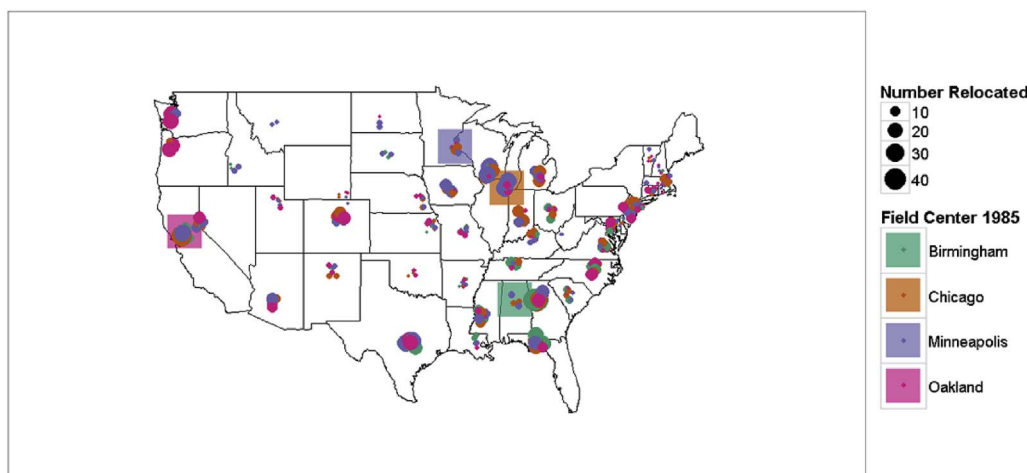 Number Relocated
10
20
30
40
Field Center 1985
Birmingham
Chicago
Minneapolis
Oakland